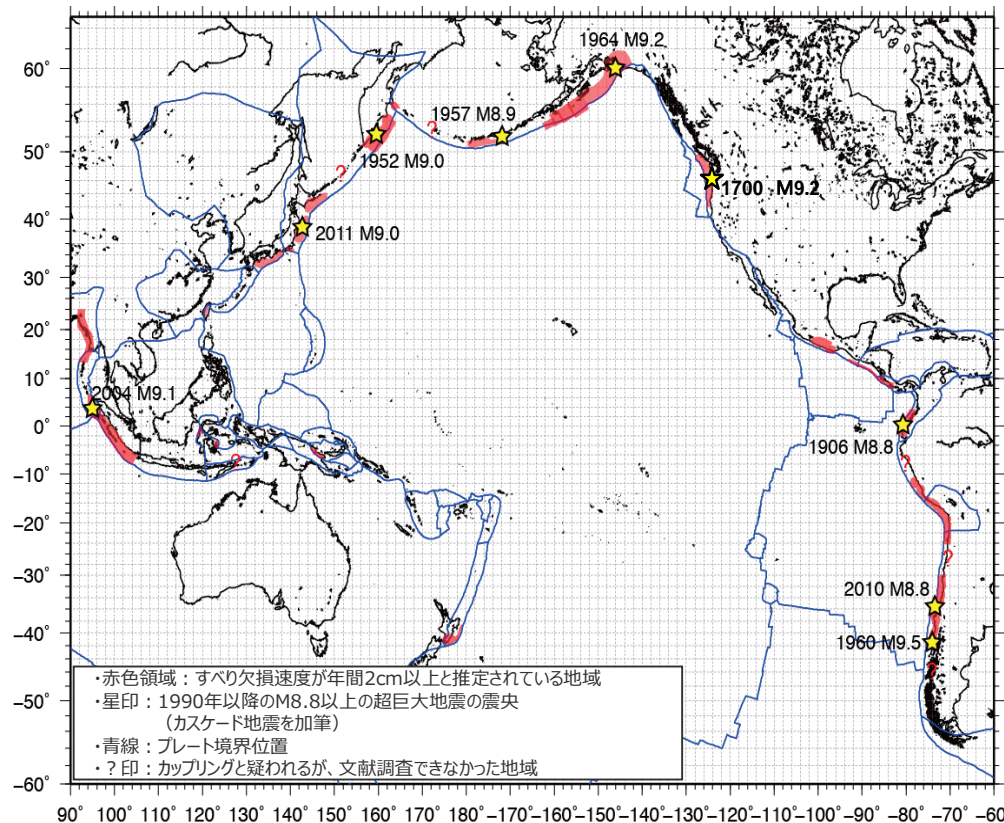 1964 M9.2
60°
1957 M8.9
?
50°
1952 M9.0
?
1700 M9.2
40°
2011 M9.0
30°
20°
10°
2004 M9.1
0°
1906 M8.8
?
?
−10°
−20°
?
−30°
2010 M8.8
−40°
1960 M9.5
?
・赤色領域：すべり欠損速度が年間2cm以上と推定されている地域
・星印：1990年以降のM8.8以上の超巨大地震の震央
（カスケード地震を加筆）
・青線：プレート境界位置
・？印：カップリングと疑われるが、文献調査できなかった地域
−50°
−60°
90 100 110 120 130 140 150 160 170 180 −170 −160 −150 −140 −130 −120 −110 −100 −90 −80 −70 −60